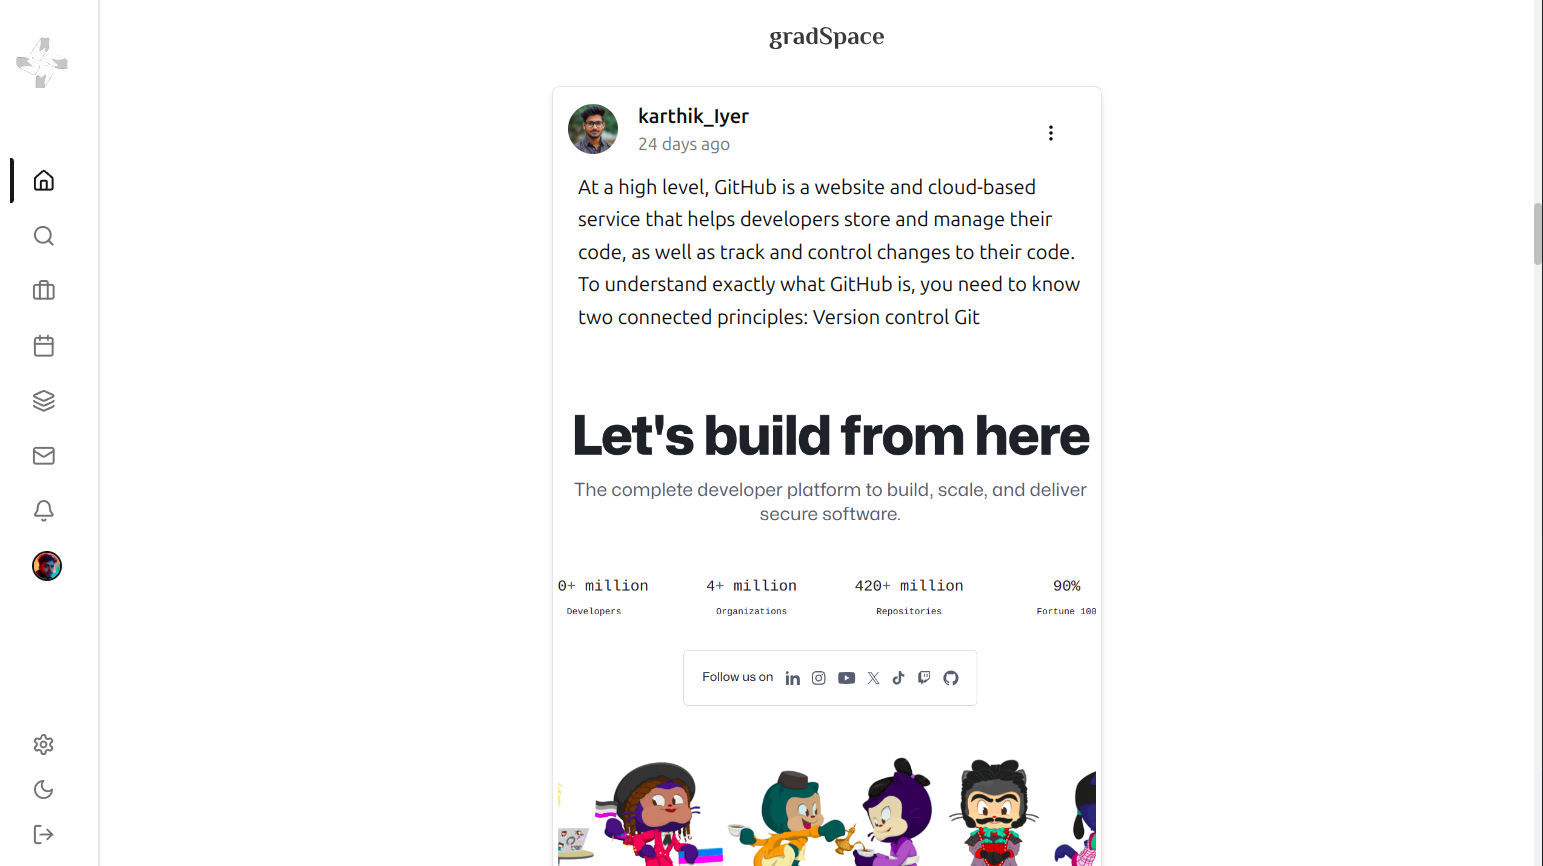 gradSpace
karthik_Iyer
24 days ago
At a high level, GitHub is a website and cloud-based
service that helps developers store and manage their
code, as well as track and control changes to their code.
To understand exactly what GitHub is, you need to know
two connected principles: Version control Git
Let's build from here
The complete developer platform to build, scale, and deliver
secure software.
0+ million 4+ million 420+ million 90%
Developers Organizations Repositories Fortune 100
Follow us on